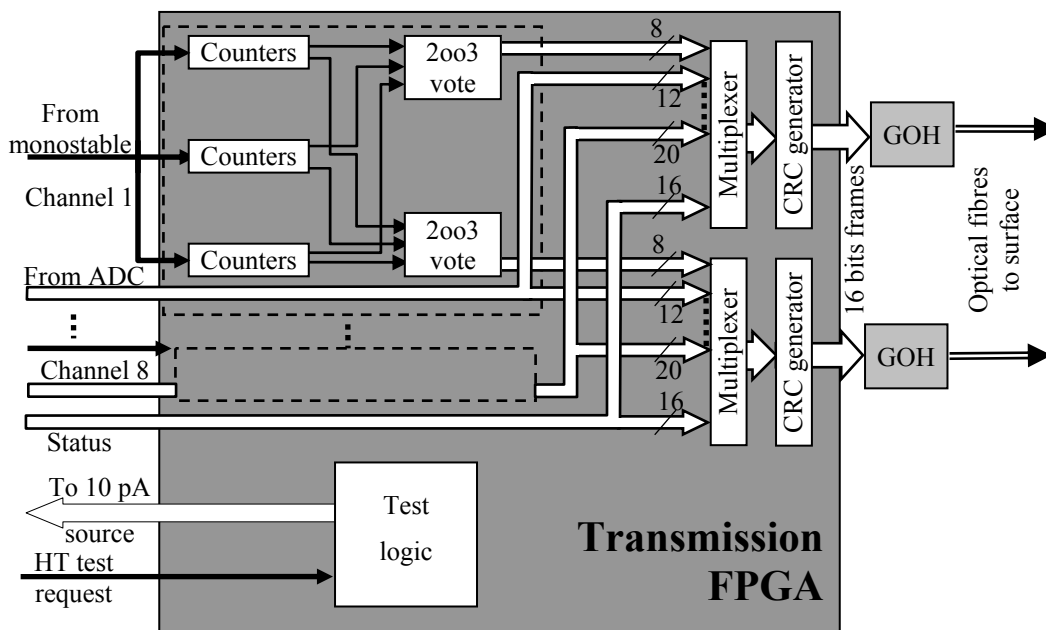 Counters
2oo3
vote
8
12
20
16
From
monostable
Counters
Channel 1
Counters
2oo3
vote
8
12
20
16
From ADC
Channel 8
Status
Multiplexer
CRC generator
Multiplexer
CRC generator
16 bits frames
GOH
GOH
Optical fibres
to surface
To 10 pA
source
HT test
request
Test
logic
Transmission
FPGA